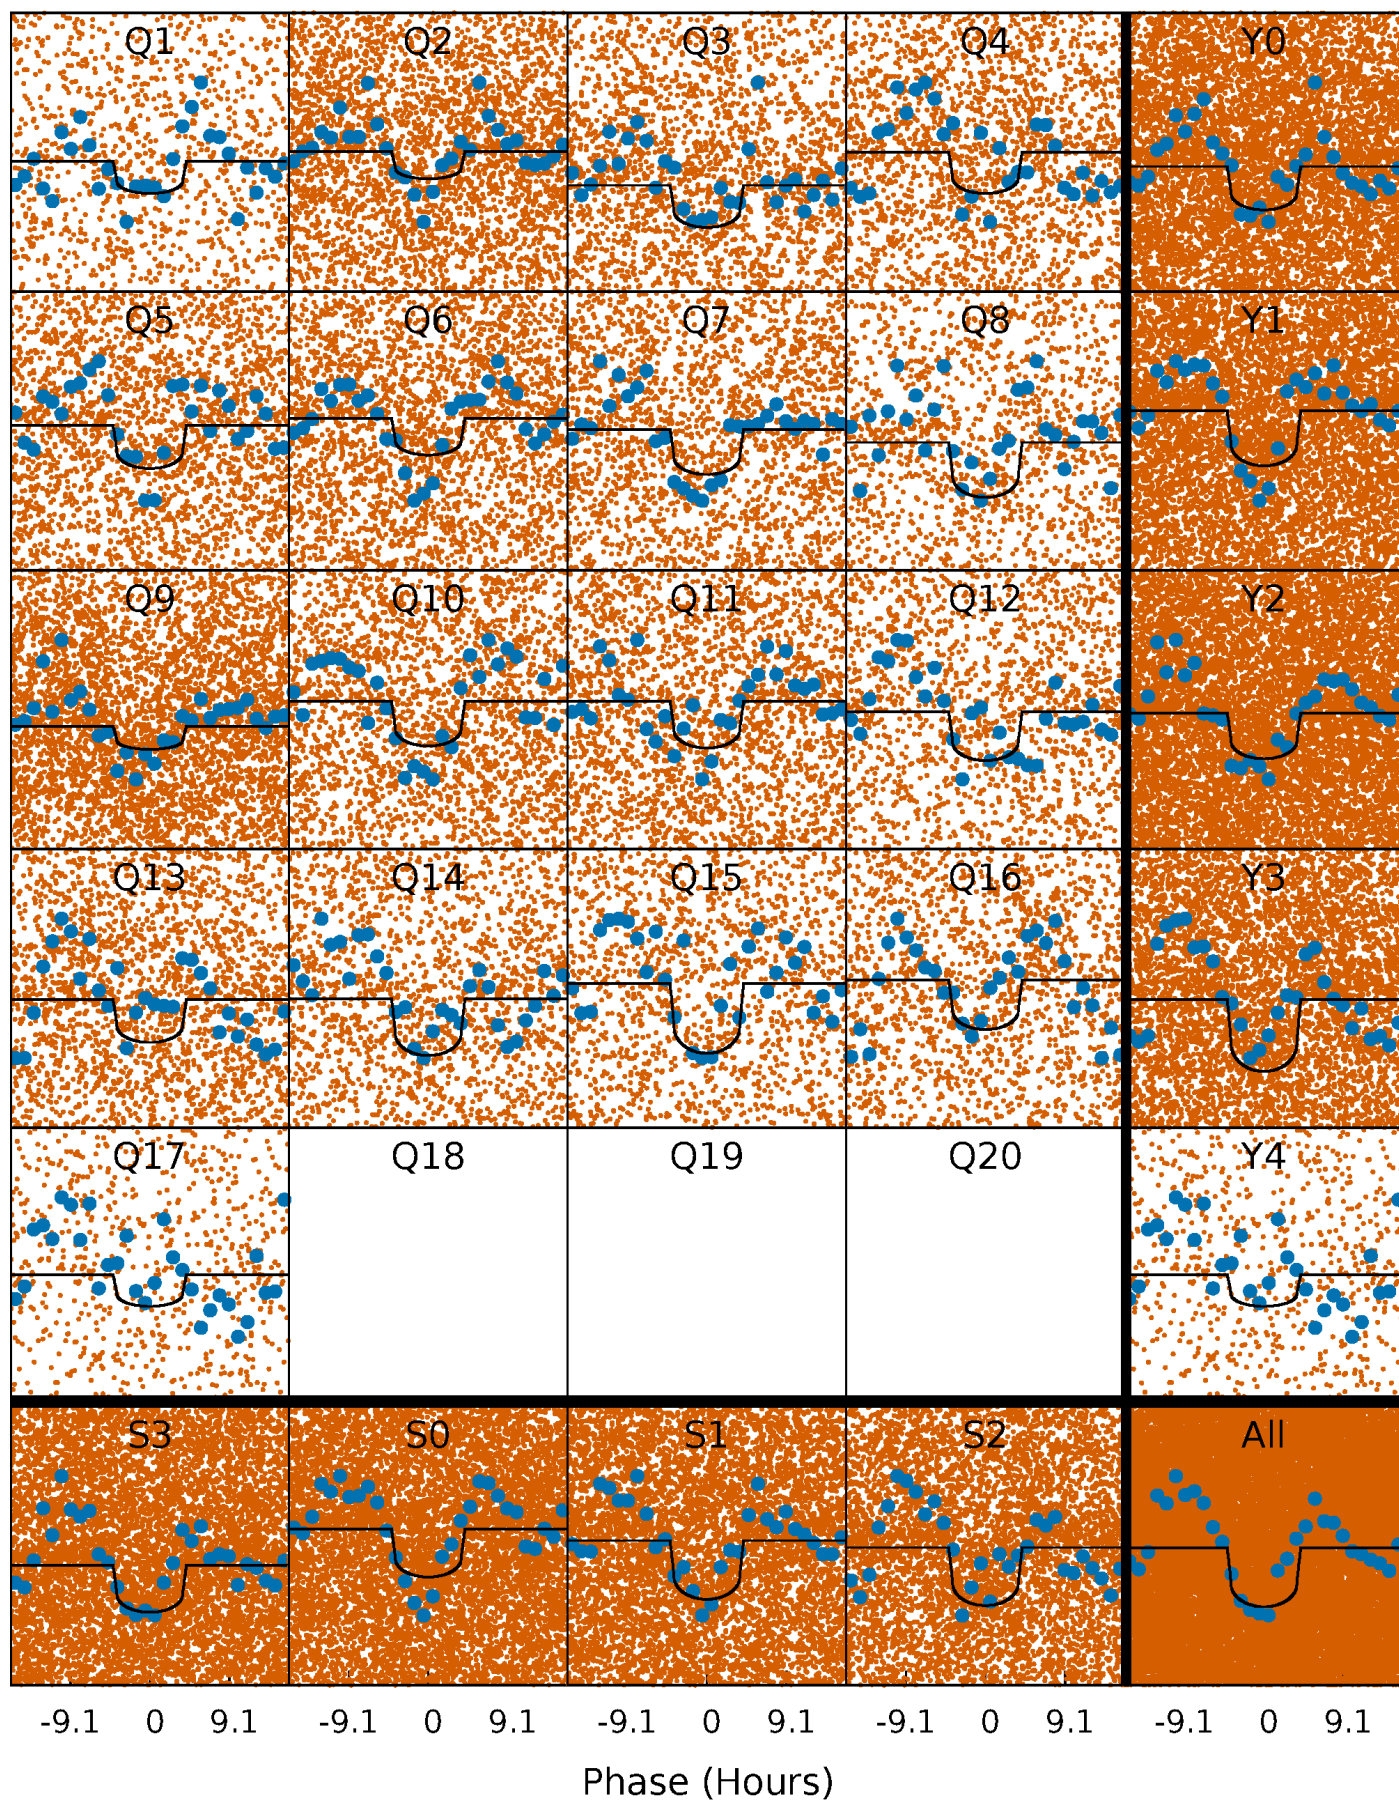 Q1 Q2 Q3 Q4 Y0
Q5 Q6 Q7 Q8 Y1
Q9 Q10 Q11 Q12 Y2
Q13 Q14 Q15 Q16 Y3
Q17 Q18 Q19 Q20 Y4
S3 S0 S1 S2 All
-9.1 0 9.1 -9.1 0 9.1 -9.1 0 9.1 -9.1 0 9.1 -9.1 0 9.1
Phase (Hours)